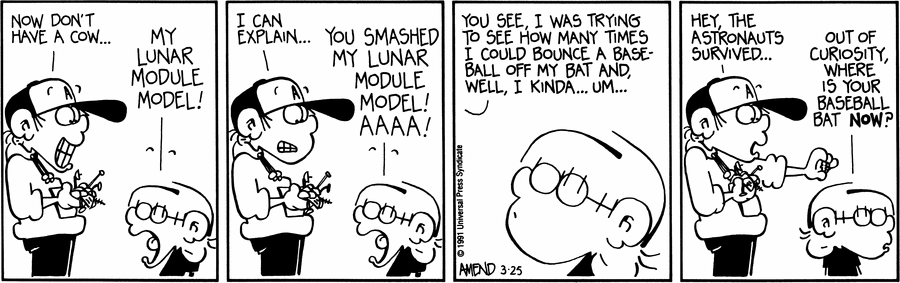 NOW DON'T
HAVE A COW...
MY
LUNAR
MODULE
MODEL!
A
I CAN
EXPLAIN...
YOU SMASHED
MY LUNAR
MODULE
MODEL!
AAAA!
A
YOU SEE, I WAS TRYING
TO SEE HOW MANY TIMES
I COULD BOUNCE A BASE-
BALL OFF MY BAT AND,
WELL, I KINDA... UM...
© 1991 Universal Press Syndicate
AMEND 3·25
HEY, THE
ASTRONAUTS
SURVIVED...
OUT OF
CURIOSITY,
WHERE
IS YOUR
BASEBALL
BAT NOW?
A